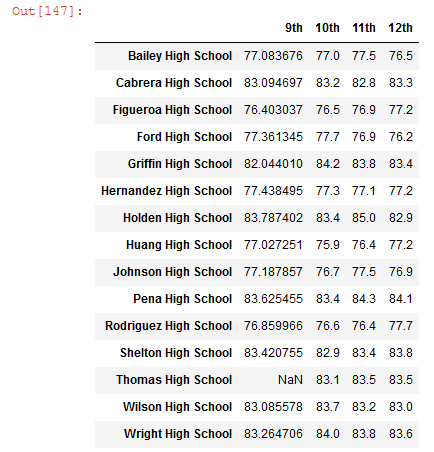 Out[147]:
9th 10th 11th 12th
Bailey High School 77.083676 77.0 77.5 76.5
Cabrera High School 83.094697 83.2 82.8 83.3
Figueroa High School 76.403037 76.5 76.9 77.2
Ford High School 77.361345 77.7 76.9 76.2
Griffin High School 82.044010 84.2 83.8 83.4
Hernandez High School 77.438495 77.3 77.1 77.2
Holden High School 83.787402 83.4 85.0 82.9
Huang High School 77.027251 75.9 76.4 77.2
Johnson High School 77.187857 76.7 77.5 76.9
Pena High School 83.625455 83.4 84.3 84.1
Rodriguez High School 76.859966 76.6 76.4 77.7
Shelton High School 83.420755 82.9 83.4 83.8
Thomas High School NaN 83.1 83.5 83.5
Wilson High School 83.085578 83.7 83.2 83.0
Wright High School 83.264706 84.0 83.8 83.6